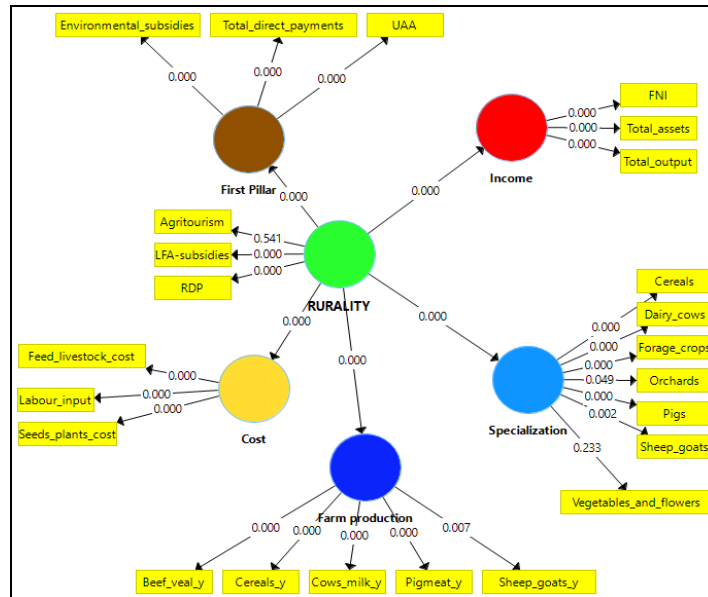 Environmental_subsidies
Total_direct_payments
UAA
0.000
0.000
0.000
First Pillar
0.000
FNI
0.000
Total_assets
0.000
Total_output
0.000
Income
0.000
Agritourism
0.541
LFA-subsidies
0.000
RDP
0.000
RURALITY
0.000
0.000
0.000
Feed_livestock_cost
0.000
Labour_input
0.000
Seeds_plants_cost
0.000
Cost
Cereals
0.000
Dairy_cows
0.000
Forage_crops
0.000
Orchards
0.049
Pigs
0.000
Sheep_goats
0.002
Specialization
0.233
Vegetables_and_flowers
Farm production
0.000
0.000
0.000
0.000
0.007
Beef_veal_y
Cereals_y
Cows_milk_y
Pigmeat_y
Sheep_goats_y